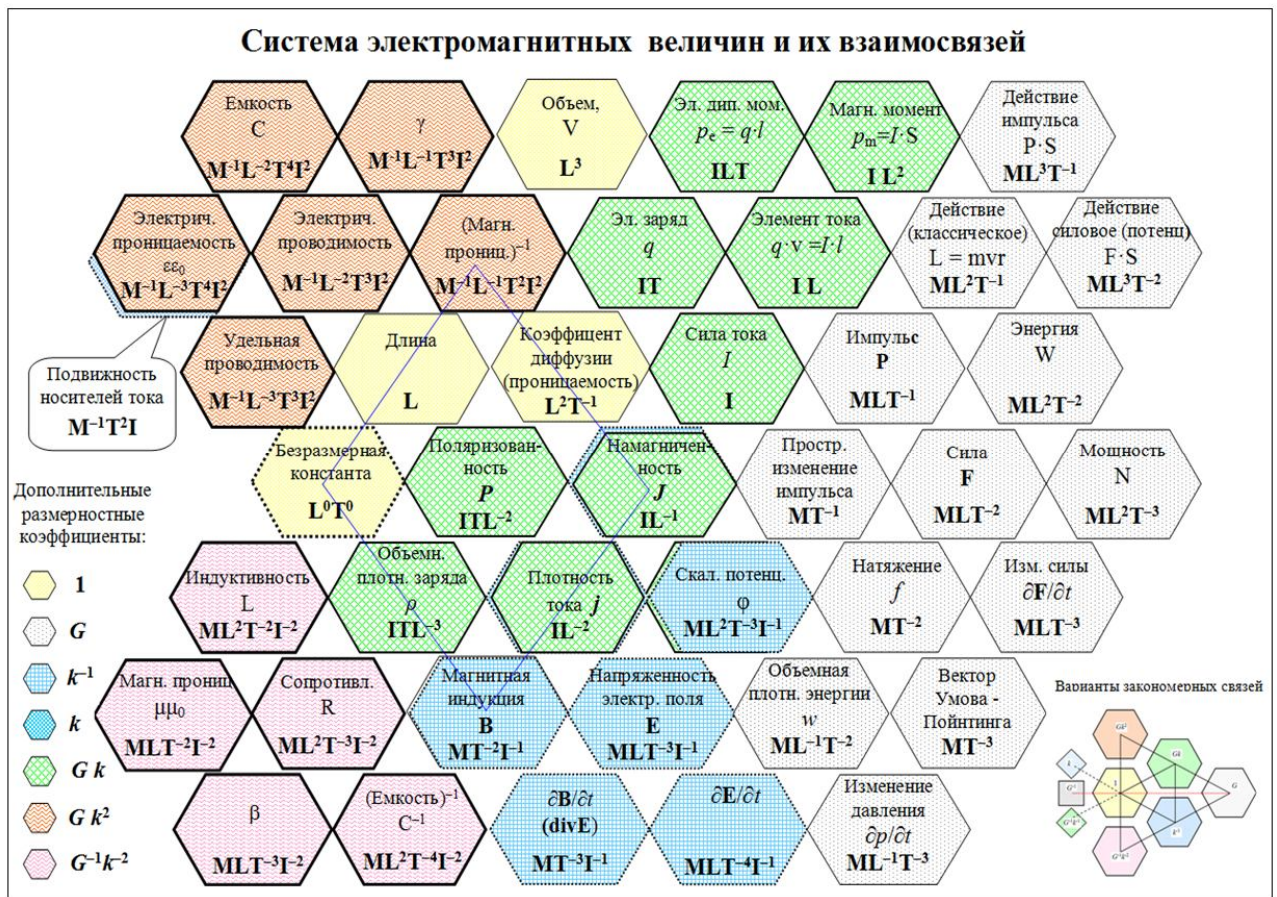 Система электромагнитных величин и их взаимосвязей
Емкость
C
M⁻¹L⁻²T⁴I²
γ
M⁻¹L⁻¹T³I²
Объем,
V
L³
Эл. дип. мом.
pₑ = q·l
ILT
Магн. момент
pₘ=I·S
I L²
Действие
импульса
P·S
ML³T⁻¹
Электрич.
проницаемость
εε₀
M⁻¹L⁻³T⁴I²
Электрич.
проводимость
M⁻¹L⁻²T³I²
(Магн.
прониц.)⁻¹
M⁻¹L⁻¹T²I²
Эл. заряд
q
IT
Элемент тока
q·v =I·l
I L
Действие
(классическое)
L = mvr
ML²T⁻¹
Действие
силовое (потенц)
F·S
ML³T⁻²
Удельная
проводимость
M⁻¹L⁻³T³I²
Длина
L
Коэффицент
диффузии
(проницаемость)
L²T⁻¹
Сила тока
I
I
Импульс
P
MLT⁻¹
Энергия
W
ML²T⁻²
Подвижность
носителей тока
M⁻¹T²I
Безразмерная
константа
L⁰T⁰
Поляризован-
ность
P
ITL⁻²
Намагничен-
ность
J
IL⁻¹
Простр.
изменение
импульса
MT⁻¹
Сила
F
MLT⁻²
Мощность
N
ML²T⁻³
Дополнительные
размерностные
коэффициенты:
1
G
k⁻¹
k
G k
G k²
G⁻¹k⁻²
Индуктивность
L
ML²T⁻²I⁻²
Объемн.
плотн. заряда
ρ
ITL⁻³
Плотность
тока j
IL⁻²
Скал. потенц.
φ
ML²T⁻³I⁻¹
Натяжение
f
MT⁻²
Изм. силы
∂F/∂t
MLT⁻³
Магн. прониц
μμ₀
MLT⁻²I⁻²
Сопротивл.
R
ML²T⁻³I⁻²
Магнитная
индукция
B
MT⁻²I⁻¹
Напряженность
электр. поля
E
MLT⁻³I⁻¹
Объемная
плотн. энергии
w
ML⁻¹T⁻²
Вектор
Умова -
Пойнтинга
MT⁻³
β
MLT⁻³I⁻²
(Емкость)⁻¹
C⁻¹
ML²T⁻⁴I⁻²
∂B/∂t
(divE)
MT⁻³I⁻¹
∂E/∂t
MLT⁻⁴I⁻¹
Изменение
давления
∂p/∂t
ML⁻¹T⁻³
Варианты закономерных связей
Gk
1
G